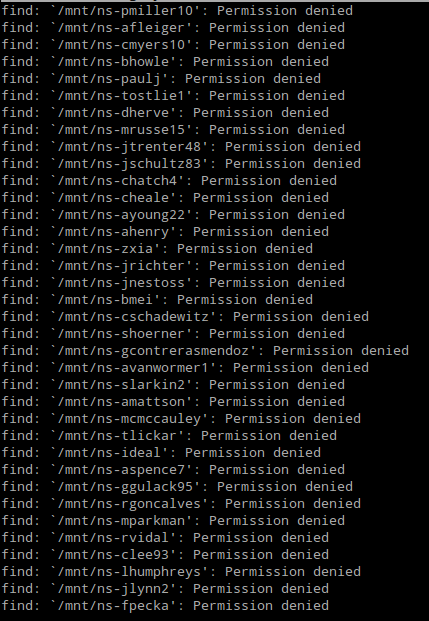 find: `/mnt/ns-pmiller10': Permission denied
find: `/mnt/ns-afleiger': Permission denied
find: `/mnt/ns-cmyers10': Permission denied
find: `/mnt/ns-bhowle': Permission denied
find: `/mnt/ns-paulj': Permission denied
find: `/mnt/ns-tostlie1': Permission denied
find: `/mnt/ns-dherve': Permission denied
find: `/mnt/ns-mrusse15': Permission denied
find: `/mnt/ns-jtrenter48': Permission denied
find: `/mnt/ns-jschultz83': Permission denied
find: `/mnt/ns-chatch4': Permission denied
find: `/mnt/ns-cheale': Permission denied
find: `/mnt/ns-ayoung22': Permission denied
find: `/mnt/ns-ahenry': Permission denied
find: `/mnt/ns-zxia': Permission denied
find: `/mnt/ns-jrichter': Permission denied
find: `/mnt/ns-jnestoss': Permission denied
find: `/mnt/ns-bmei': Permission denied
find: `/mnt/ns-cschadewitz': Permission denied
find: `/mnt/ns-shoerner': Permission denied
find: `/mnt/ns-gcontrerasmendoz': Permission denied
find: `/mnt/ns-avanwormer1': Permission denied
find: `/mnt/ns-slarkin2': Permission denied
find: `/mnt/ns-amattson': Permission denied
find: `/mnt/ns-mcmccauley': Permission denied
find: `/mnt/ns-tlickar': Permission denied
find: `/mnt/ns-ideal': Permission denied
find: `/mnt/ns-aspence7': Permission denied
find: `/mnt/ns-ggulack95': Permission denied
find: `/mnt/ns-rgoncalves': Permission denied
find: `/mnt/ns-mparkman': Permission denied
find: `/mnt/ns-rvidal': Permission denied
find: `/mnt/ns-clee93': Permission denied
find: `/mnt/ns-lhumphreys': Permission denied
find: `/mnt/ns-jlynn2': Permission denied
find: `/mnt/ns-fpecka': Permission denied